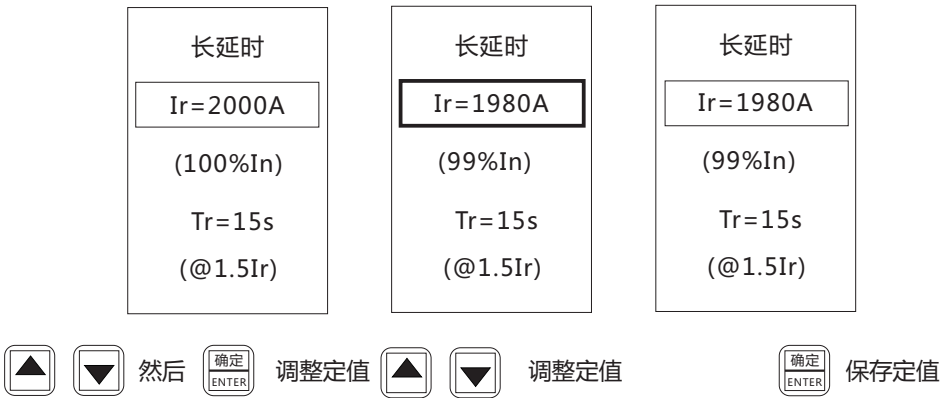 长延时
Ir=2000A
(100%In)
Tr=15s
(@1.5Ir)
长延时
Ir=1980A
(99%In)
Tr=15s
(@1.5Ir)
长延时
Ir=1980A
(99%In)
Tr=15s
(@1.5Ir)
然后 确定 ENTER 调整定值
调整定值
确定 ENTER 保存定值